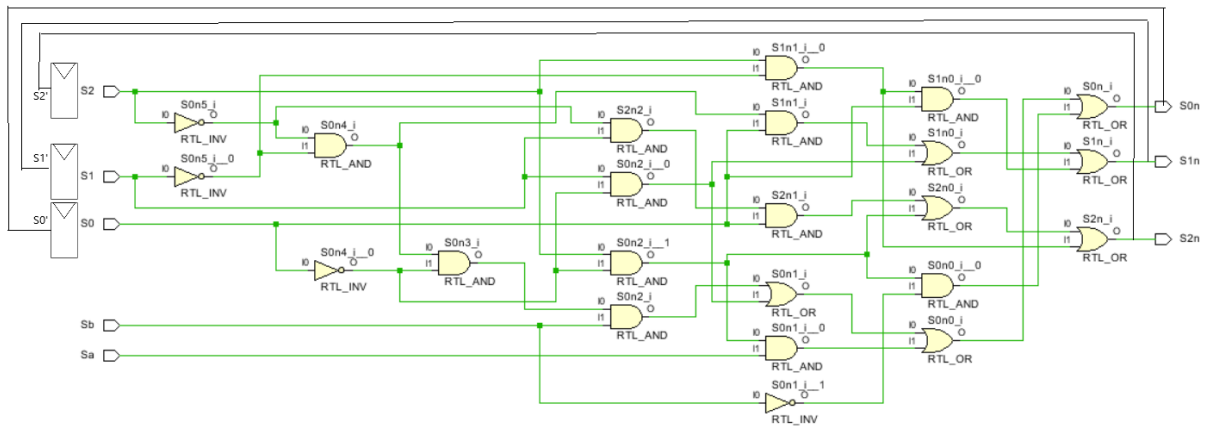 S1n1_i__0
I0 O
I1
RTL_AND
S2'
S2
S0n5_i
I0 O
RTL_INV
S0n4_i
I0 O
I1
RTL_AND
S2n2_i
I0 O
I1
RTL_AND
S1n1_i
I0 O
I1
RTL_AND
S1n0_i__0
I0 O
I1
RTL_AND
S0n_i
I0 O
I1
RTL_OR
S0n
S1'
S1
S0n5_i__0
I0 O
RTL_INV
S0n2_i__0
I0 O
I1
RTL_AND
S1n0_i
I0 O
I1
RTL_OR
S1n_i
I0 O
I1
RTL_OR
S1n
S0'
S0
S2n1_i
I0 O
I1
RTL_AND
S2n0_i
I0 O
I1
RTL_OR
S2n_i
I0 O
I1
RTL_OR
S2n
S0n4_i__0
I0 O
RTL_INV
S0n3_i
I0 O
I1
RTL_AND
S0n2_i__1
I0 O
I1
RTL_AND
S0n1_i
I0 O
I1
RTL_OR
S0n0_i__0
I0 O
I1
RTL_AND
Sb
S0n2_i
I0 O
I1
RTL_AND
Sa
S0n1_i__0
I0 O
I1
RTL_AND
S0n0_i
I0 O
I1
RTL_OR
S0n1_i__1
I0 O
RTL_INV